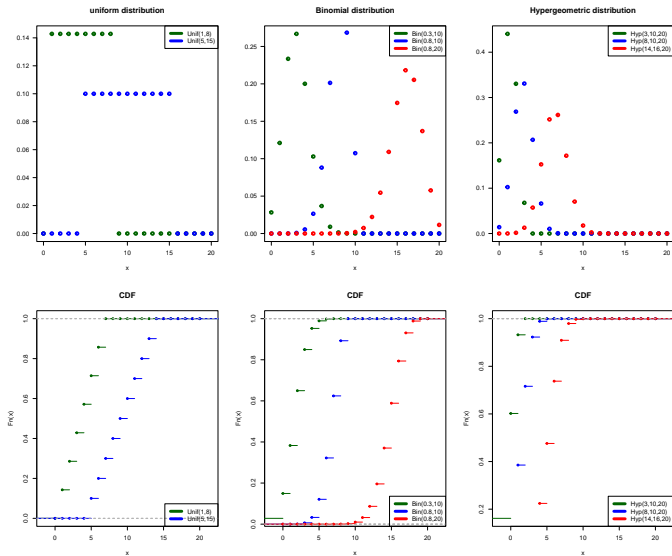 uniform distribution
Binomial distribution
Hypergeometric distribution
0.14
0.12
0.10
0.08
0.06
0.04
0.02
0.00
0 5 10 15 20
x
Unif(1,8)
Unif(5,15)
0.25
0.20
0.15
0.10
0.05
0.00
0 5 10 15 20
x
Bin(0.3,10)
Bin(0.8,10)
Bin(0.8,20)
0.4
0.3
0.2
0.1
0.0
0 5 10 15 20
x
Hyp(3,10,20)
Hyp(8,10,20)
Hyp(14,16,20)
CDF
CDF
CDF
Fn(x)
1.0
0.8
0.6
0.4
0.2
0.0
0 5 10 15 20
x
Unif(1,8)
Unif(5,15)
Fn(x)
1.0
0.8
0.6
0.4
0.2
0.0
0 5 10 15 20
x
Bin(0.3,10)
Bin(0.8,10)
Bin(0.8,20)
Fn(x)
1.0
0.8
0.6
0.4
0.2
0 5 10 15 20
x
Hyp(3,10,20)
Hyp(8,10,20)
Hyp(14,16,20)